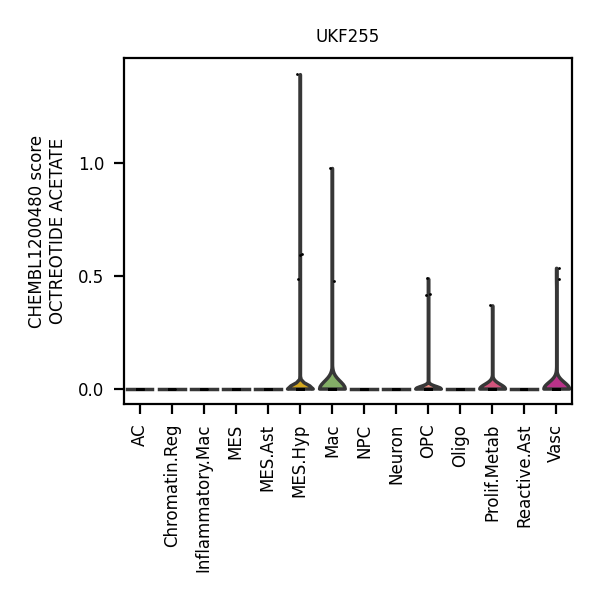 UKF255
CHEMBL1200480 score
OCTREOTIDE ACETATE
1.0
0.5
0.0
AC
Chromatin.Reg
Inflammatory.Mac
MES
MES.Ast
MES.Hyp
Mac
NPC
Neuron
OPC
Oligo
Prolif.Metab
Reactive.Ast
Vasc